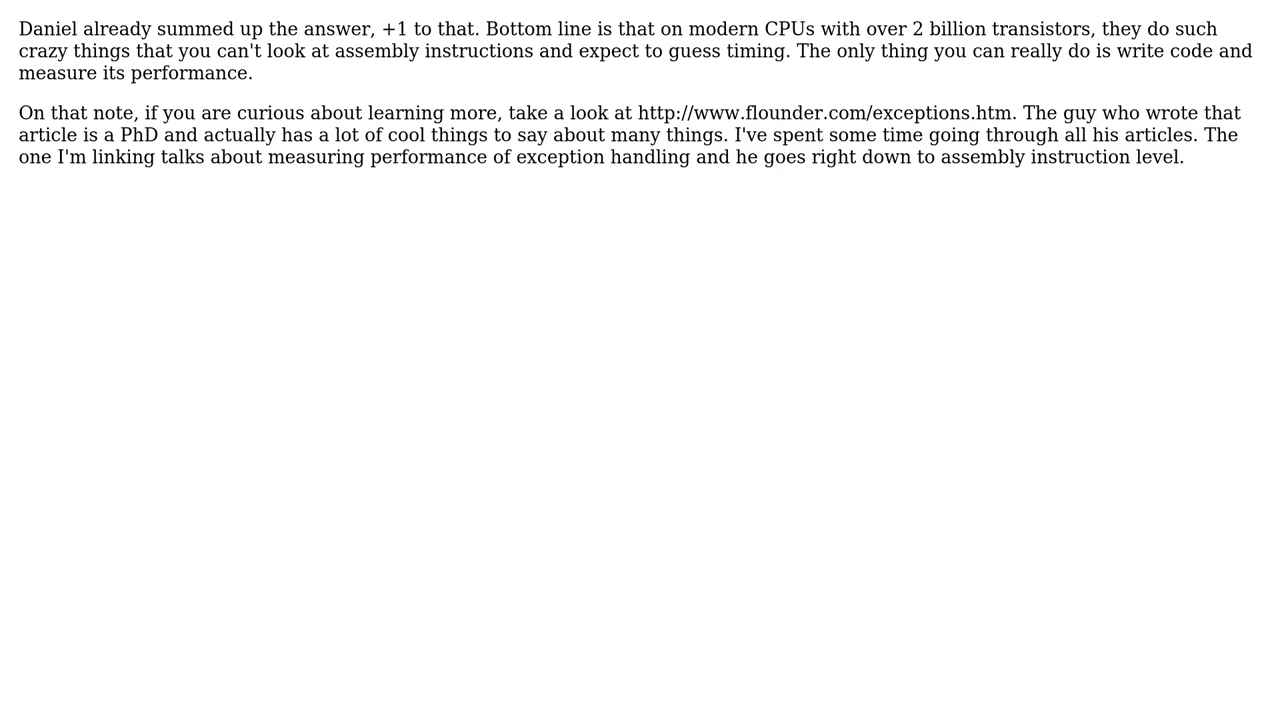 Daniel already summed up the answer, +1 to that. Bottom line is that on modern CPUs with over 2 billion transistors, they do such
crazy things that you can't look at assembly instructions and expect to guess timing. The only thing you can really do is write code and
measure its performance.
On that note, if you are curious about learning more, take a look at http://www.flounder.com/exceptions.htm. The guy who wrote that
article is a PhD and actually has a lot of cool things to say about many things. I've spent some time going through all his articles. The
one I'm linking talks about measuring performance of exception handling and he goes right down to assembly instruction level.